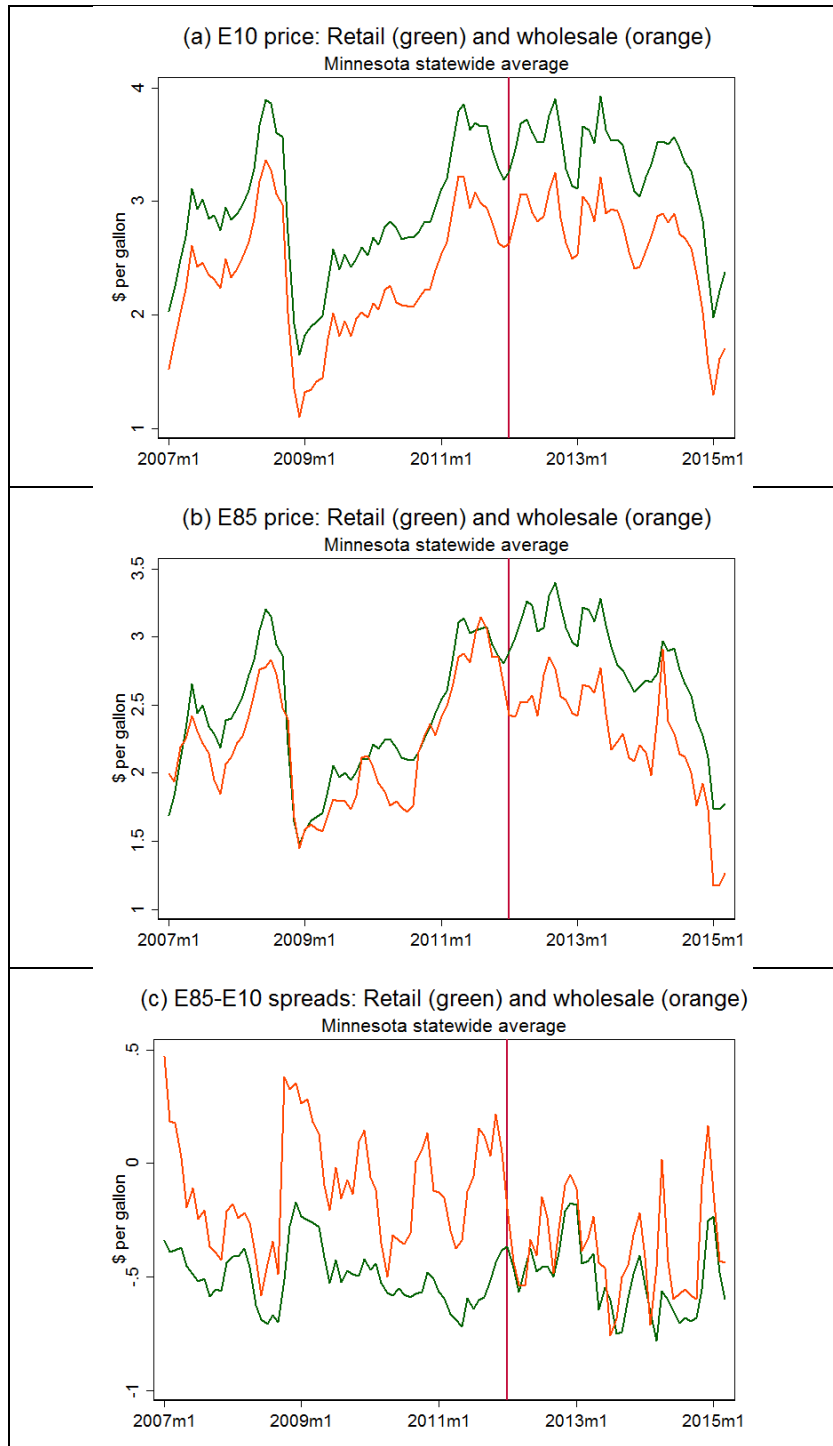 (a) E10 price: Retail (green) and wholesale (orange)
Minnesota statewide average
$ per gallon
4
3
2
1
2007m1 2009m1 2011m1 2013m1 2015m1
(b) E85 price: Retail (green) and wholesale (orange)
Minnesota statewide average
$ per gallon
3.5
3
2.5
2
1.5
1
2007m1 2009m1 2011m1 2013m1 2015m1
(c) E85-E10 spreads: Retail (green) and wholesale (orange)
Minnesota statewide average
$ per gallon
.5
0
-.5
-1
2007m1 2009m1 2011m1 2013m1 2015m1